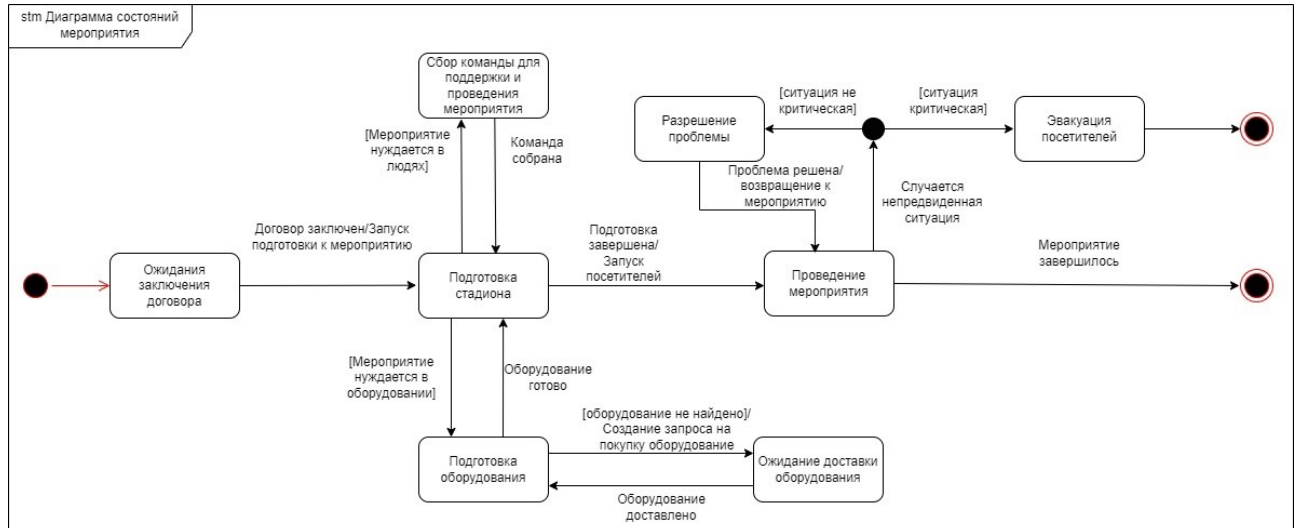 stm Диаграмма состояний
мероприятия
Сбор команды для
поддержки и
проведения
мероприятия
[Мероприятие
нуждается в
людях]
Команда
собрана
Разрешение
проблемы
[ситуация не
критическая]
[ситуация
критическая]
Эвакуация
посетителей
Проблема решена/
возвращение к
мероприятию
Случается
непредвиденная
ситуация
Договор заключен/Запуск
подготовки к мероприятию
Подготовка
завершена/
Запуск
посетителей
Мероприятие
завершилось
Ожидания
заключения
договора
Подготовка
стадиона
Проведение
мероприятия
[Мероприятие
нуждается в
оборудовании]
Оборудование
готово
[оборудование не найдено]/
Создание запроса на
покупку оборудование
Подготовка
оборудования
Ожидание доставки
оборудования
Оборудование
доставлено